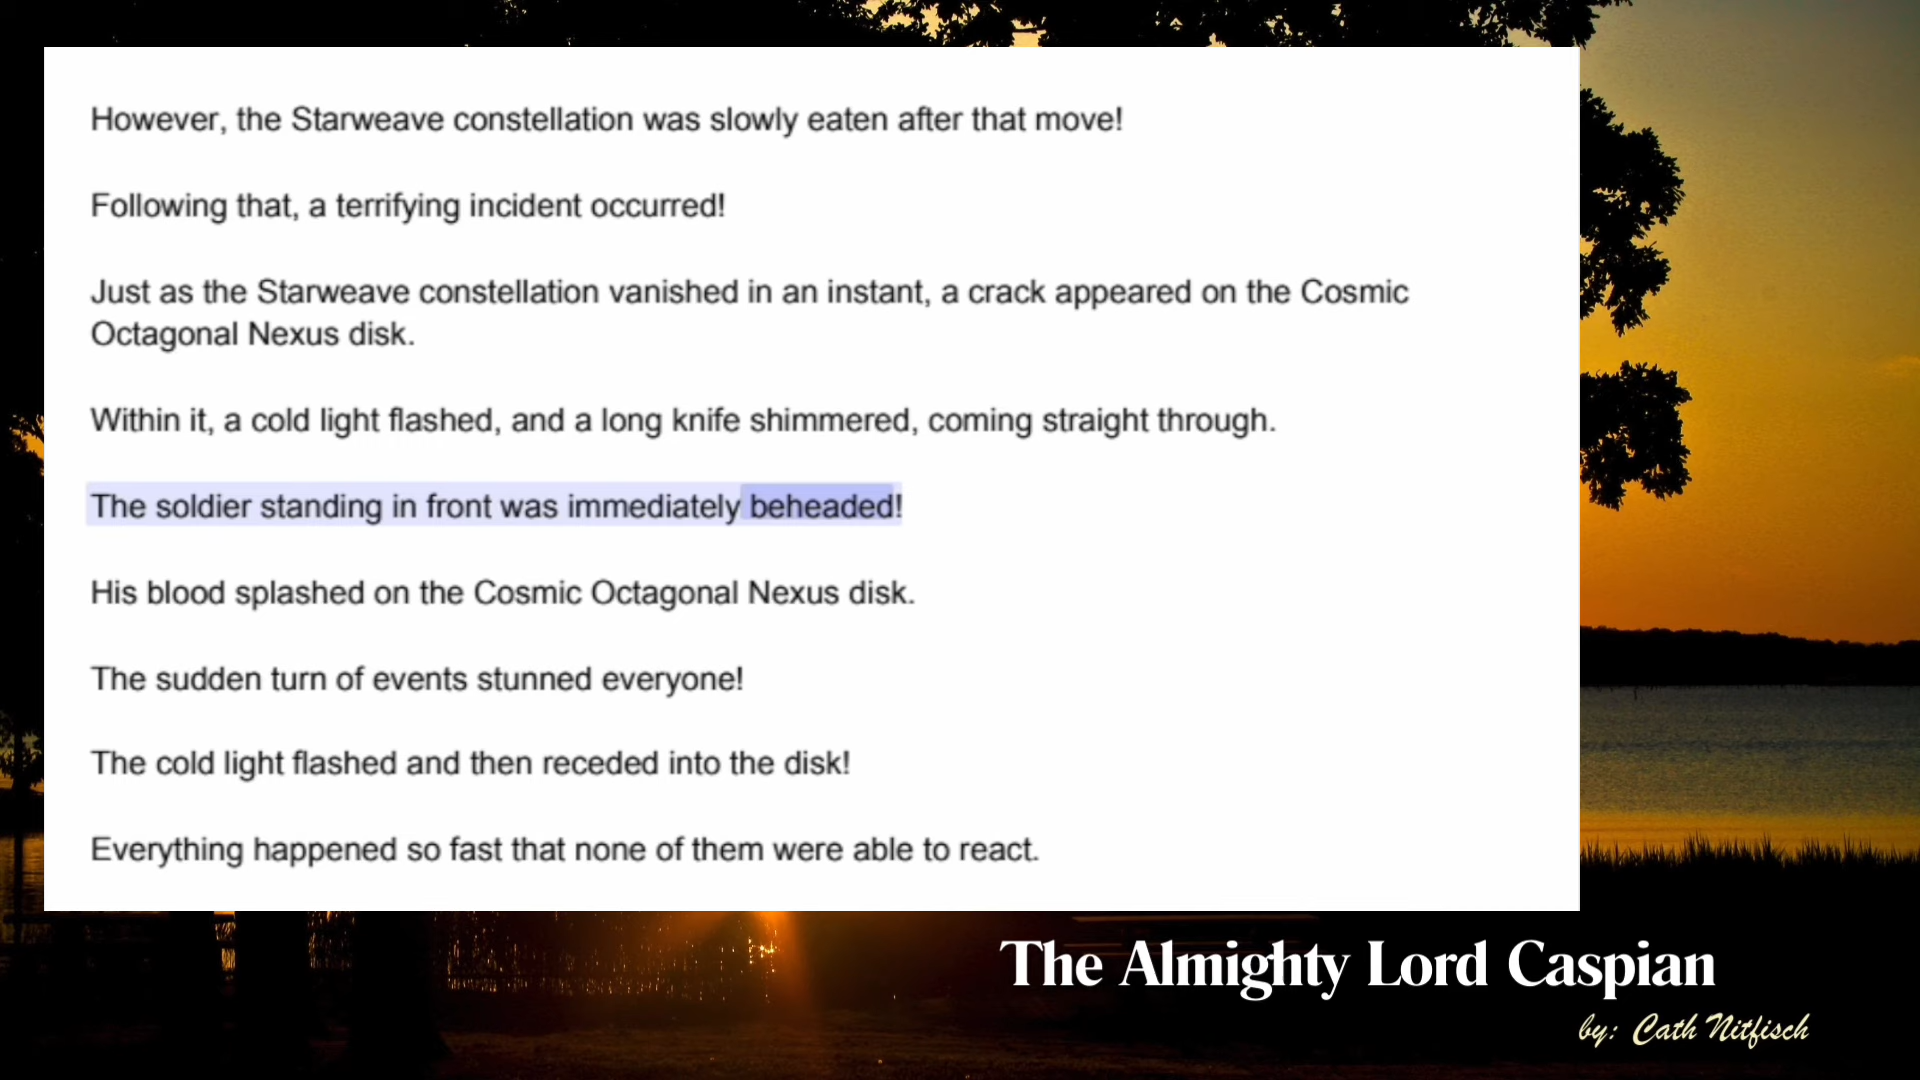 However, the Starweave constellation was slowly eaten after that move!
Following that, a terrifying incident occurred!
Just as the Starweave constellation vanished in an instant, a crack appeared on the Cosmic
Octagonal Nexus disk.
Within it, a cold light flashed, and a long knife shimmered, coming straight through.
The soldier standing in front was immediately beheaded!
His blood splashed on the Cosmic Octagonal Nexus disk.
The sudden turn of events stunned everyone!
The cold light flashed and then receded into the disk!
Everything happened so fast that none of them were able to react.
The Almighty Lord Caspian
by: Cath Nitfisch